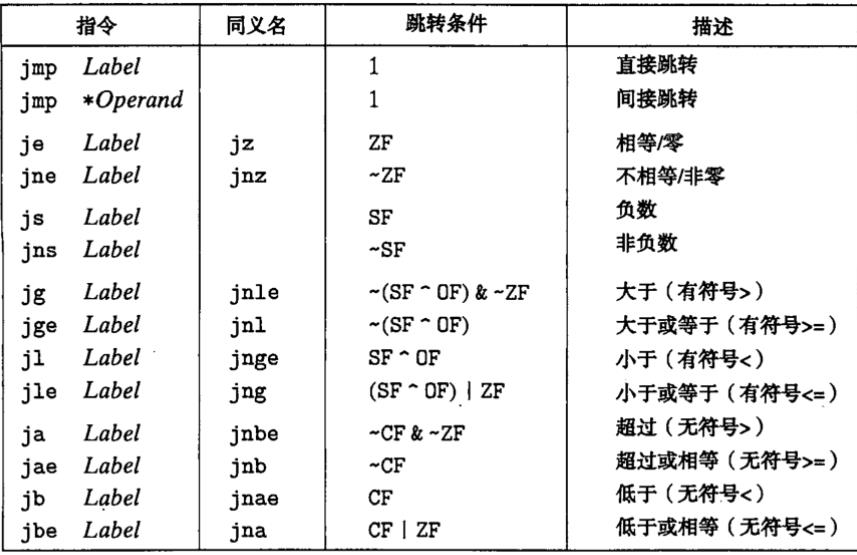 指令 同义名 跳转条件 描述
jmp Label 1 直接跳转
jmp *Operand 1 间接跳转
je Label jz ZF 相等/零
jne Label jnz ~ZF 不相等/非零
js Label SF 负数
jns Label ~SF 非负数
jg Label jnle ~(SF ^ OF) & ~ZF 大于（有符号>）
jge Label jnl ~(SF ^ OF) 大于或等于（有符号>=）
jl Label jnge SF ^ OF 小于（有符号<）
jle Label jng (SF ^ OF) | ZF 小于或等于（有符号<=）
ja Label jnbe ~CF & ~ZF 超过（无符号>）
jae Label jnb ~CF 超过或相等（无符号>=）
jb Label jnae CF 低于（无符号<）
jbe Label jna CF | ZF 低于或相等（无符号<=）